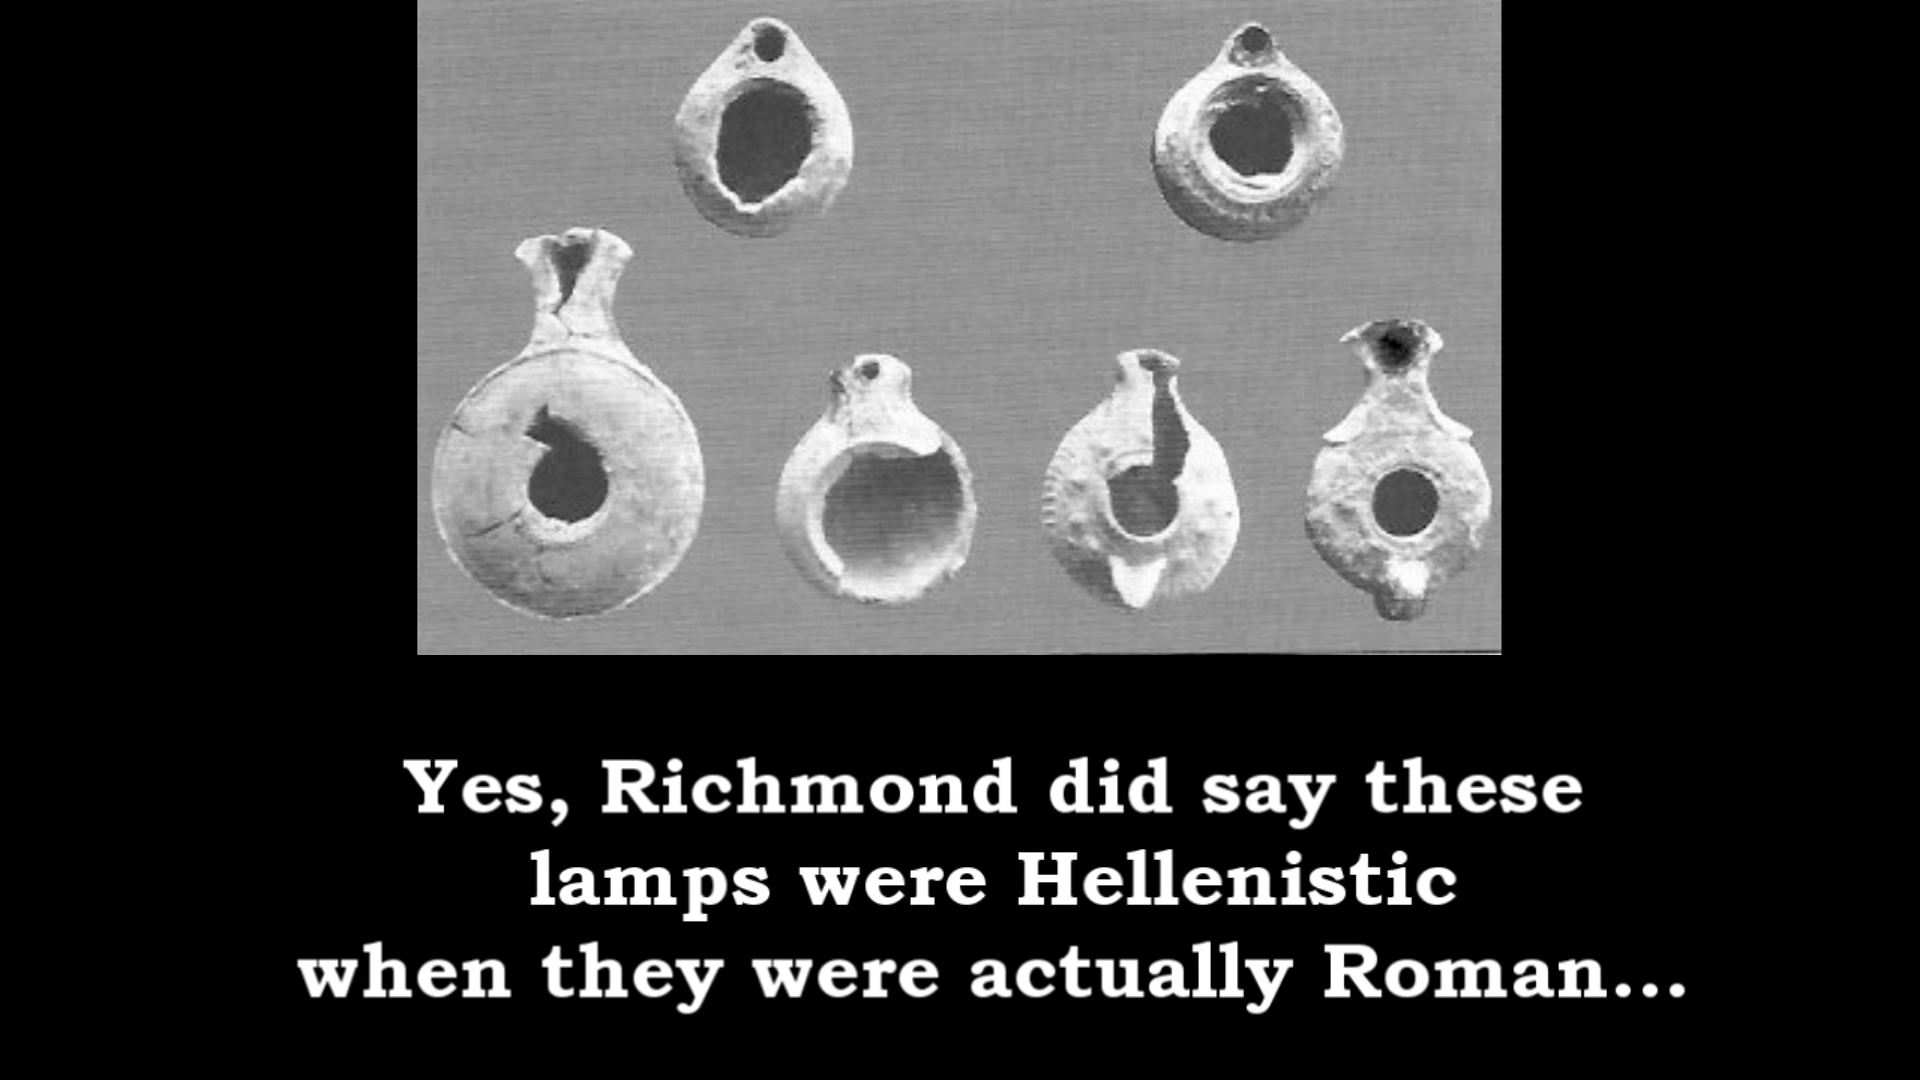 Yes, Richmond did say these
lamps were Hellenistic
when they were actually Roman...